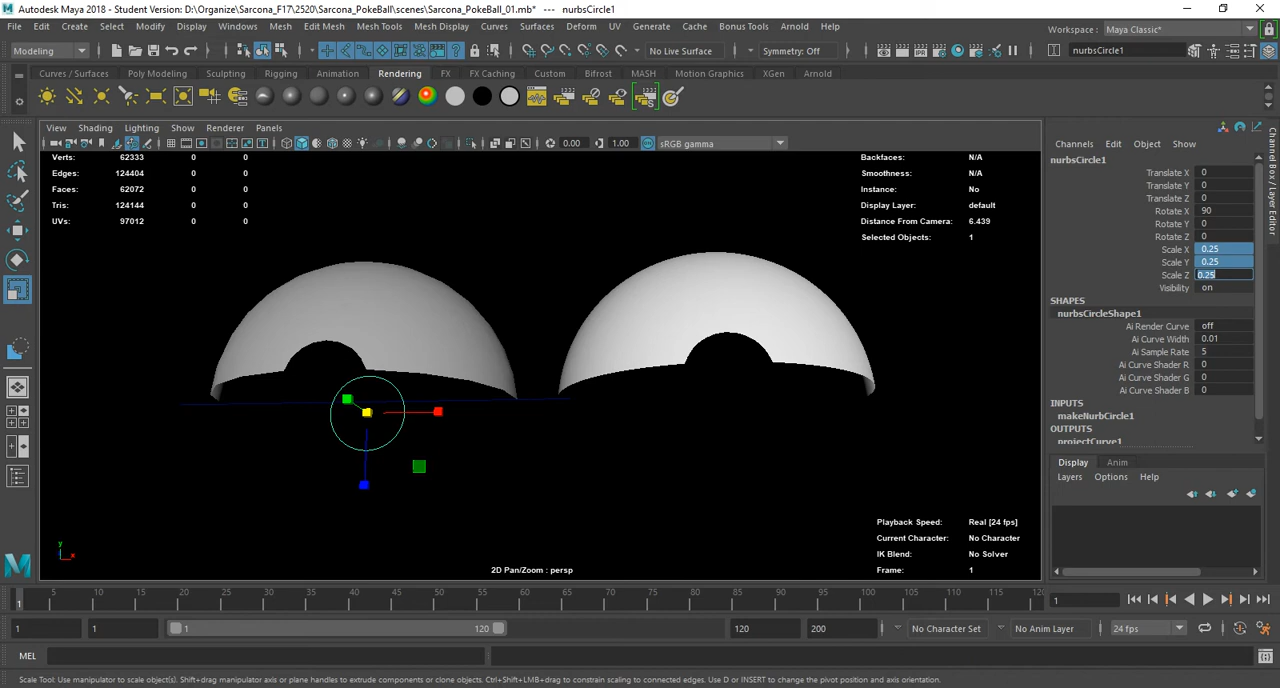 Autodesk Maya 2018 - Student Version: D:\Organize\Sarcona_F17\2520\Sarcona_PokeBall\scenes\Sarcona_PokeBall_01.mb* --- nurbsCircle1
File Edit Create Select Modify Display Windows Mesh Edit Mesh Mesh Tools Mesh Display Curves Surfaces Deform UV Generate Cache Bonus Tools Arnold Help
Workspace : Maya Classic*
Modeling No Live Surface Symmetry: Off nurbsCircle1
Curves / Surfaces Poly Modeling Sculpting Rigging Animation Rendering FX FX Caching Custom Bifrost MASH Motion Graphics XGen Arnold
View Shading Lighting Show Renderer Panels
0.00 1.00 sRGB gamma
Channels Edit Object Show
Channel Box / Layer Editor
Verts: 62333 0 0
Edges: 124404 0 0
Faces: 62072 0 0
Tris: 124144 0 0
UVs: 97012 0 0
Backfaces: N/A
Smoothness: N/A
Instance: No
Display Layer: default
Distance From Camera: 6.439
Selected Objects: 1
nurbsCircle1
Translate X 0
Translate Y 0
Translate Z 0
Rotate X 90
Rotate Y 0
Rotate Z 0
Scale X 0.25
Scale Y 0.25
Scale Z 0.25
Visibility on
SHAPES
nurbsCircleShape1
Ai Render Curve off
Ai Curve Width 0.01
Ai Sample Rate 5
Ai Curve Shader R 0
Ai Curve Shader G 0
Ai Curve Shader B 0
INPUTS
makeNurbCircle1
OUTPUTS
projectCurve1
Display Anim
Layers Options Help
y
x
Playback Speed: Real [24 fps]
Current Character: No Character
IK Blend: No Solver
Frame: 1
2D Pan/Zoom : persp
1 5 10 15 20 25 30 35 40 45 50 55 60 65 70 75 80 85 90 95 100 105 110 115 120
1
1 1 1 120 120 200 No Character Set No Anim Layer 24 fps
MEL
Scale Tool: Use manipulator to scale object(s). Shift+drag manipulator axis or plane handles to extrude components or clone objects. Ctrl+Shift+LMB+drag to constrain scaling to connected edges. Use D or INSERT to change the pivot position and axis orientation.